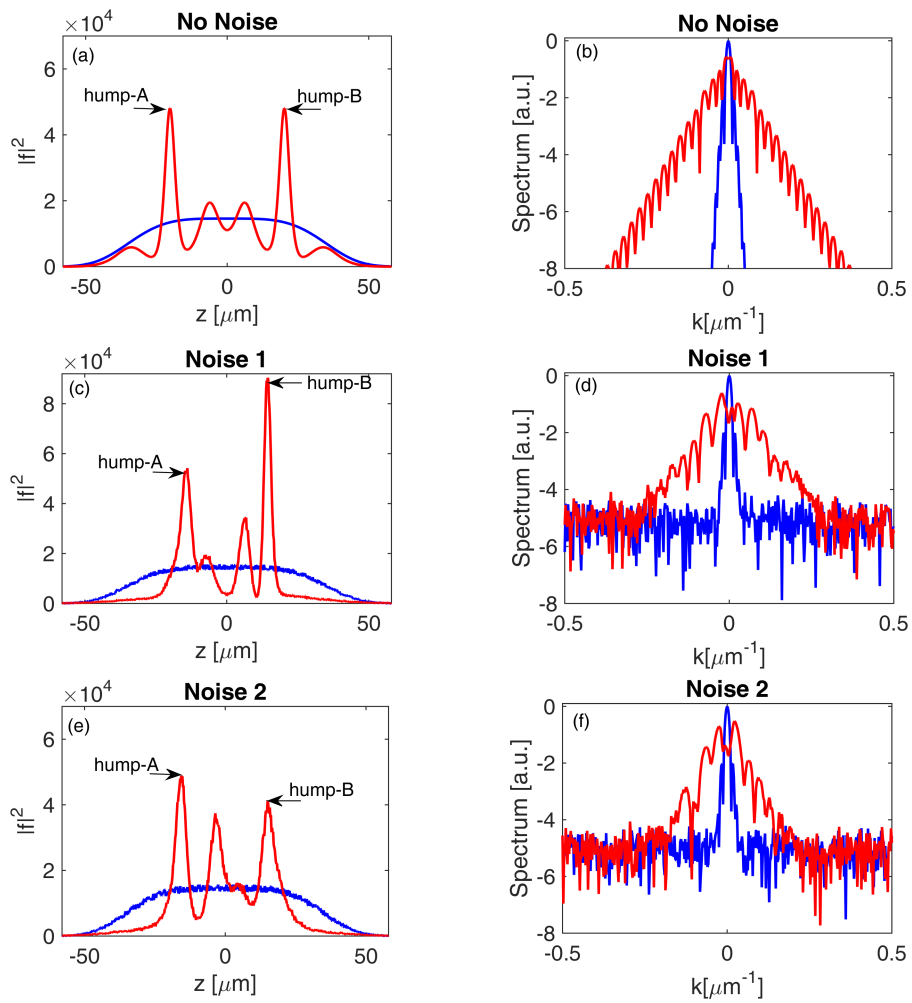 No Noise
No Noise
×10⁴
(a)
hump-A
hump-B
|f|²
6
4
2
0
-50
0
50
z [μm]
(b)
Spectrum [a.u.]
0
-2
-4
-6
-8
-0.5
0
0.5
k[μm⁻¹]
Noise 1
Noise 1
×10⁴
(c)
hump-B
hump-A
|f|²
8
6
4
2
0
-50
0
50
z [μm]
(d)
Spectrum [a.u.]
0
-2
-4
-6
-8
-0.5
0
0.5
k[μm⁻¹]
Noise 2
Noise 2
×10⁴
(e)
hump-A
hump-B
|f|²
6
4
2
0
-50
0
50
z [μm]
(f)
Spectrum [a.u.]
0
-2
-4
-6
-8
-0.5
0
0.5
k[μm⁻¹]